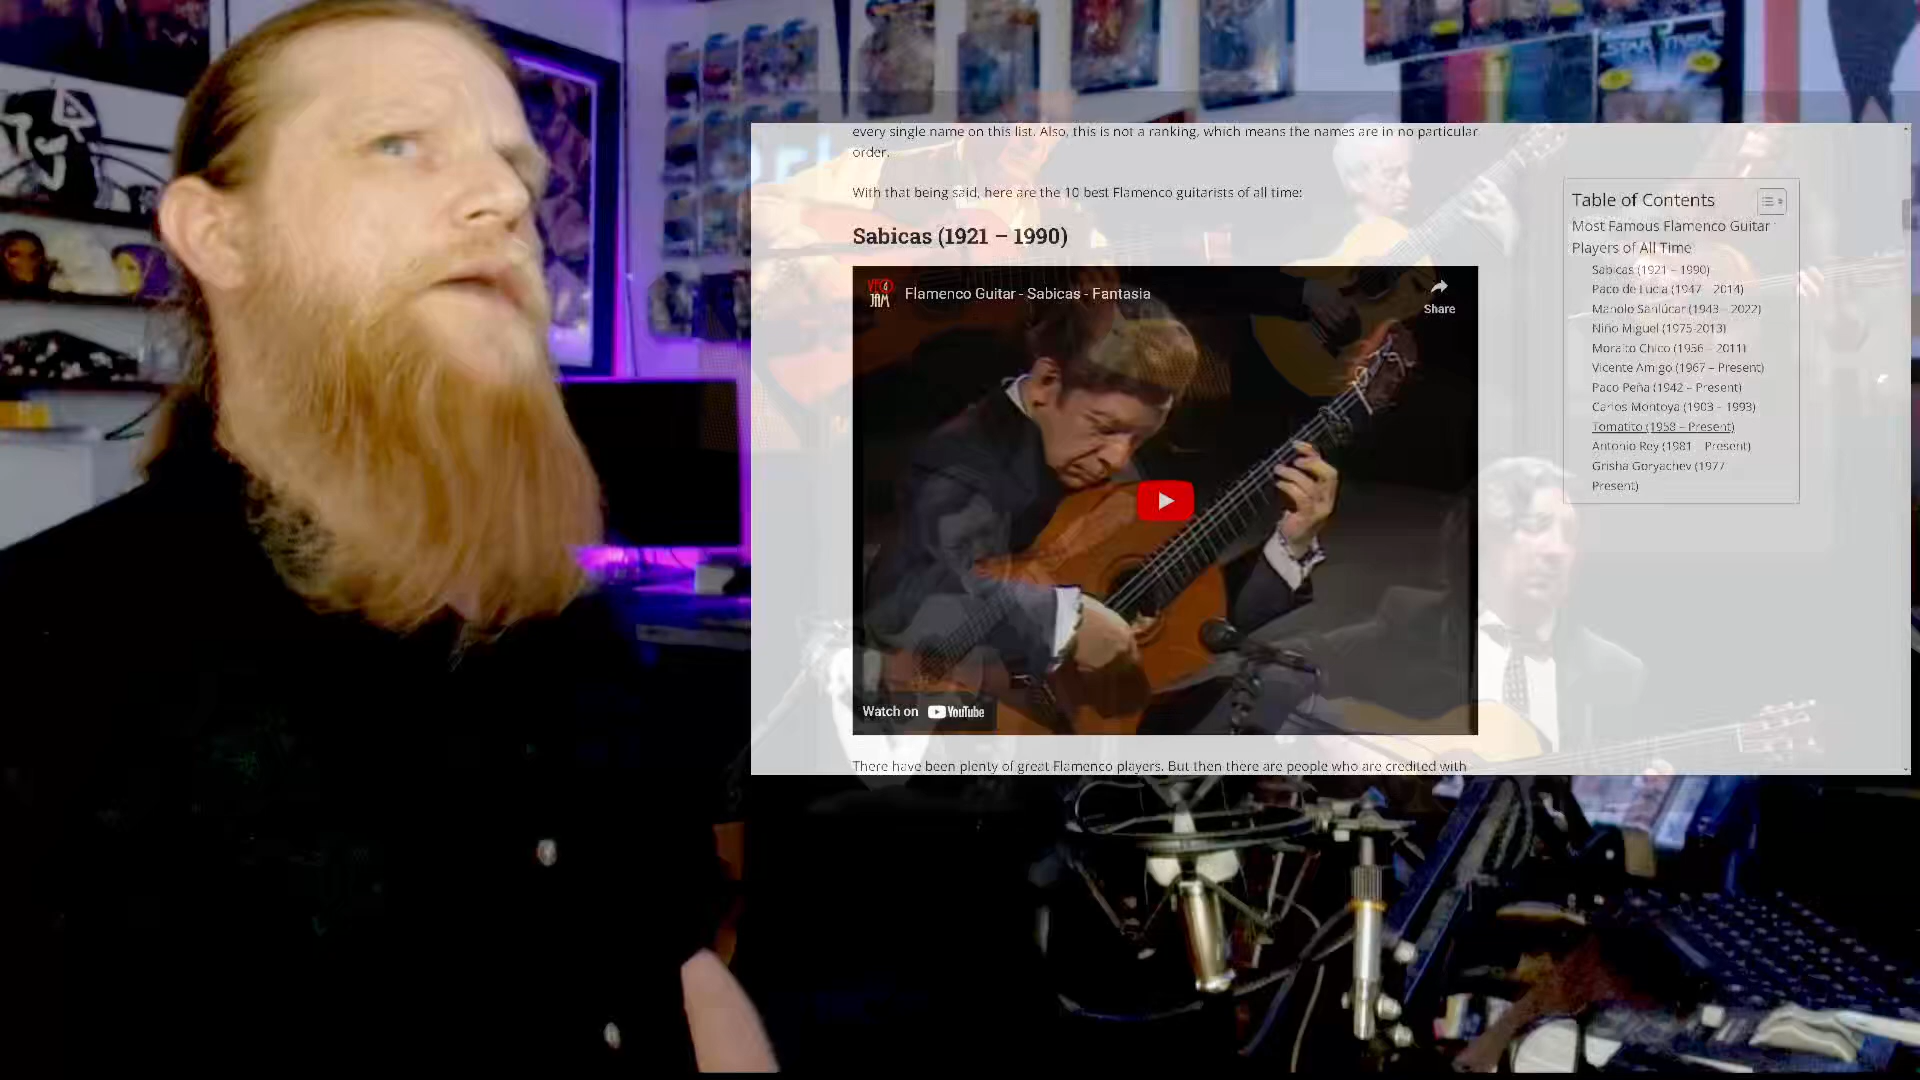 every single name on this list. Also, this is not a ranking, which means the names are in no particular
order.
With that being said, here are the 10 best Flamenco guitarists of all time:
Sabicas (1921 – 1990)
Flamenco Guitar - Sabicas - Fantasia
Share
Watch on YouTube
There have been plenty of great Flamenco players. But then there are people who are credited with
Table of Contents
Most Famous Flamenco Guitar
Players of All Time
Sabicas (1921 – 1990)
Paco de Lucía (1947 – 2014)
Manolo Sanlúcar (1943 – 2022)
Niño Miguel (1975-2013)
Moraíto Chico (1956 – 2011)
Vicente Amigo (1967 – Present)
Paco Peña (1942 – Present)
Carlos Montoya (1903 – 1993)
Tomatito (1958 – Present)
Antonio Rey (1981 – Present)
Grisha Goryachev (1977
Present)
STAR TREK
JAM